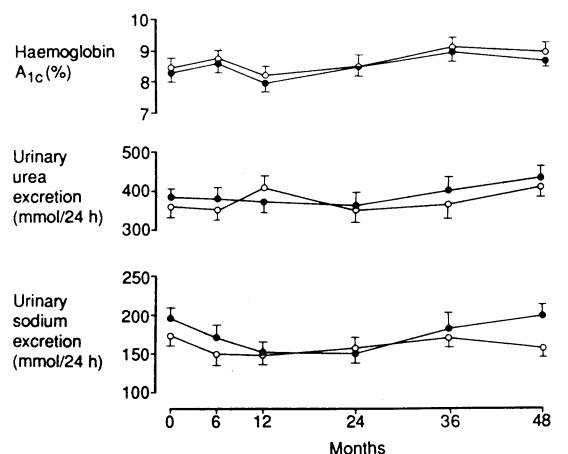 10
9
8
7
Haemoglobin
A1c (%)
500
400
300
Urinary
urea
excretion
(mmol/24 h)
250
200
150
100
Urinary
sodium
excretion
(mmol/24 h)
0 6 12 24 36 48
Months